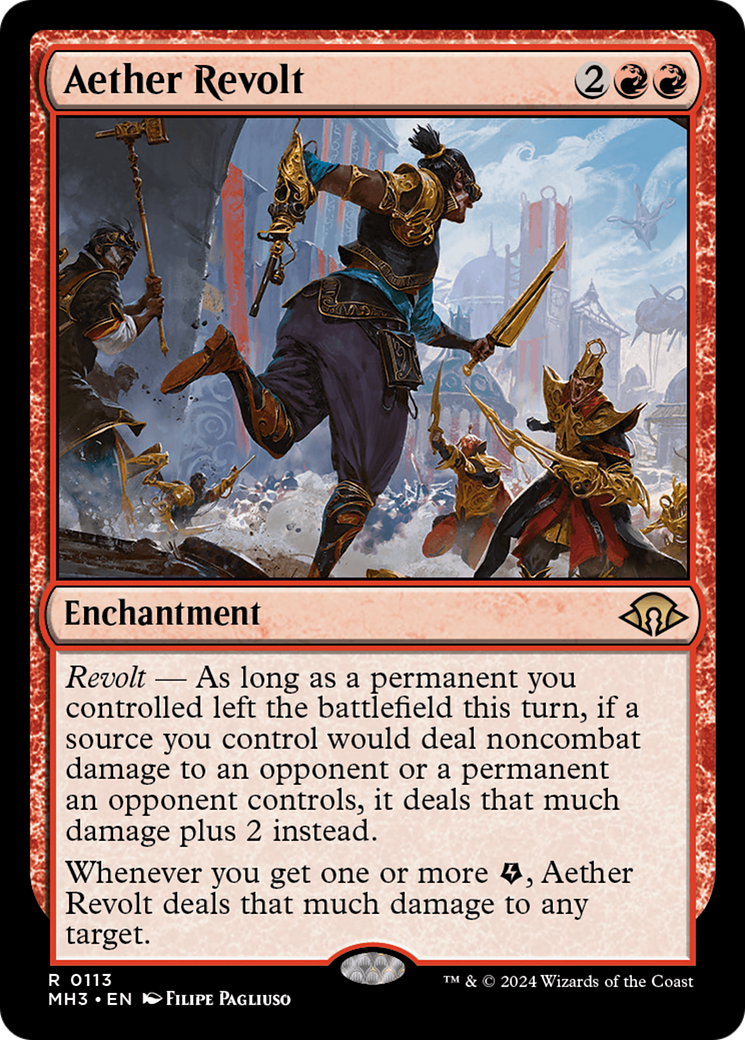 Aether Revolt 2
Enchantment
Revolt — As long as a permanent you
controlled left the battlefield this turn, if a
source you control would deal noncombat
damage to an opponent or a permanent
an opponent controls, it deals that much
damage plus 2 instead.
Whenever you get one or more , Aether
Revolt deals that much damage to any
target.
R 0113
MH3 • EN Filipe Pagliuso
™ & © 2024 Wizards of the Coast